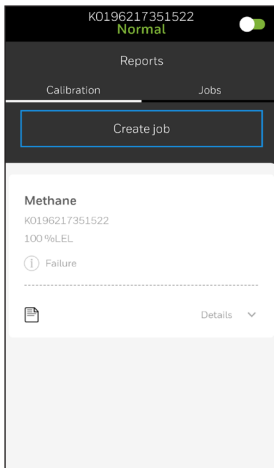 K0196217351522
Normal
Reports
Calibration Jobs
Create job
Methane
K0196217351522
100 %LEL
i Failure
Details